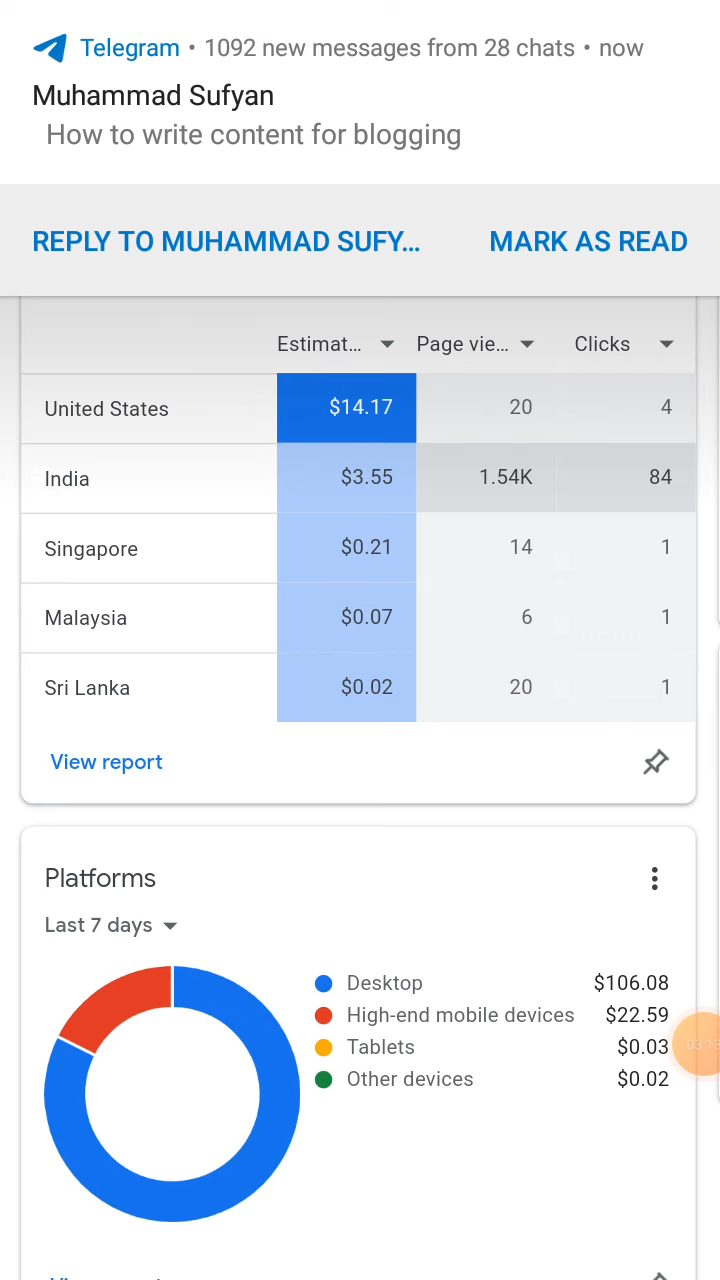 Telegram • 1092 new messages from 28 chats • now
Muhammad Sufyan
How to write content for blogging
REPLY TO MUHAMMAD SUFY... MARK AS READ
Estimat... Page vie... Clicks
United States $14.17 20 4
India $3.55 1.54K 84
Singapore $0.21 14 1
Malaysia $0.07 6 1
Sri Lanka $0.02 20 1
View report
Platforms
Last 7 days
Desktop $106.08
High-end mobile devices $22.59
Tablets $0.03
03:13
Other devices $0.02